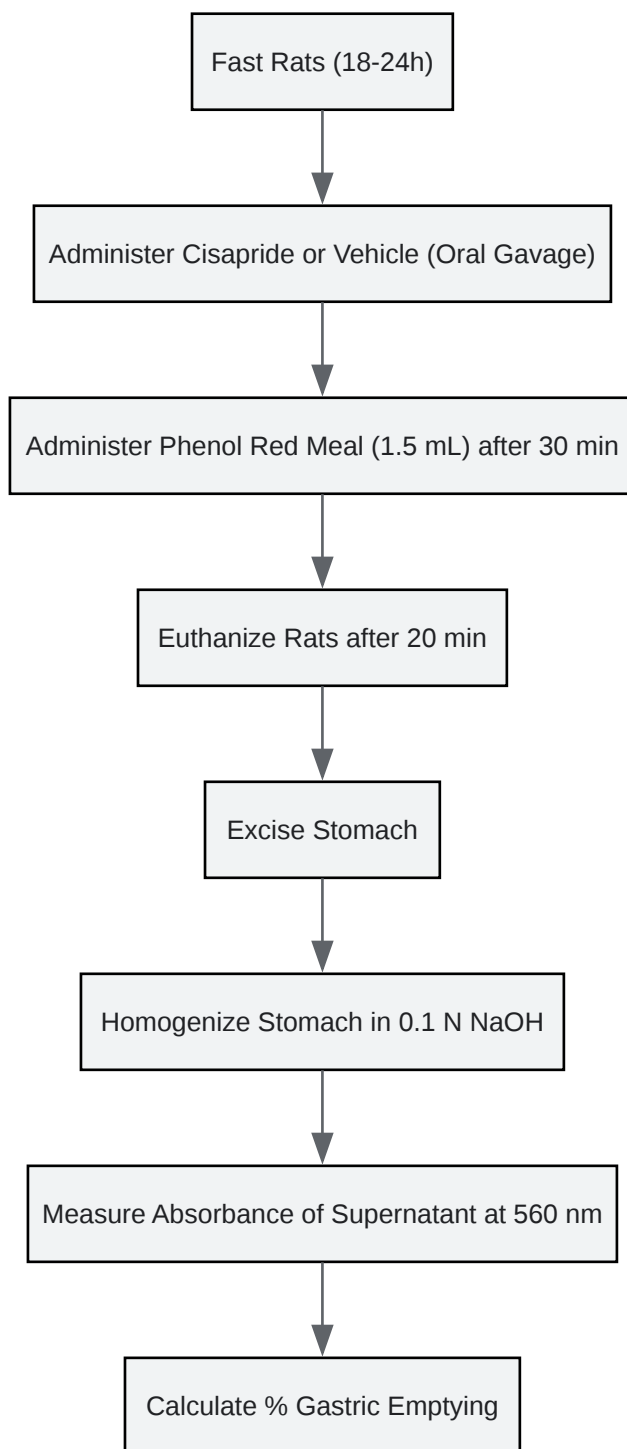 Fast Rats (18-24h)
Administer Cisapride or Vehicle (Oral Gavage)
Administer Phenol Red Meal (1.5 mL) after 30 min
Euthanize Rats after 20 min
Excise Stomach
Homogenize Stomach in 0.1 N NaOH
Measure Absorbance of Supernatant at 560 nm
Calculate % Gastric Emptying